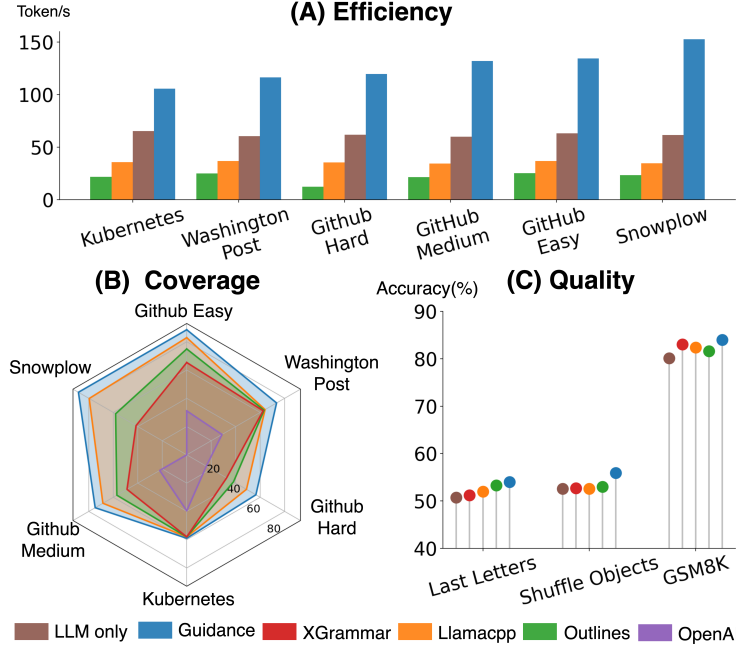 (A) Efficiency
Token/s
150
100
50
0
Kubernetes
Washington
Post
Github
Hard
GitHub
Medium
GitHub
Easy
Snowplow
(B) Coverage
Github Easy
Washington
Post
Github
Hard
Kubernetes
Github
Medium
Snowplow
20
40
60
80
(C) Quality
Accuracy(%)
90
80
70
60
50
40
Last Letters
Shuffle Objects
GSM8K
LLM only
Guidance
XGrammar
Llamacpp
Outlines
OpenA